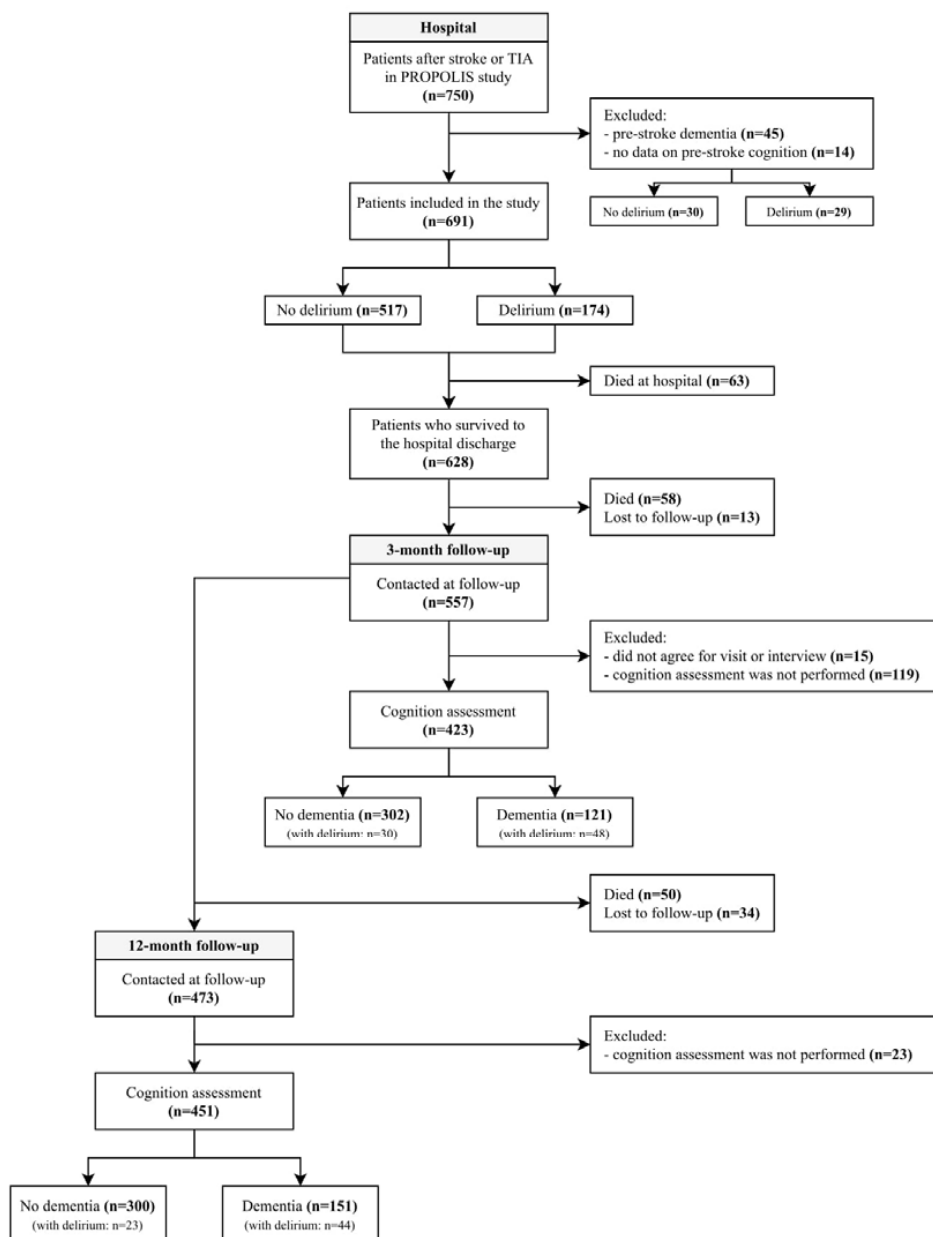 Hospital
Patients after stroke or TIA
in PROPOLIS study
(n=750)
Excluded:
- pre-stroke dementia (n=45)
- no data on pre-stroke cognition (n=14)
No delirium (n=30)
Delirium (n=29)
Patients included in the study
(n=691)
No delirium (n=517)
Delirium (n=174)
Died at hospital (n=63)
Patients who survived to
the hospital discharge
(n=628)
Died (n=58)
Lost to follow-up (n=13)
3-month follow-up
Contacted at follow-up
(n=557)
Excluded:
- did not agree for visit or interview (n=15)
- cognition assessment was not performed (n=119)
Cognition assessment
(n=423)
No dementia (n=302)
(with delirium: n=30)
Dementia (n=121)
(with delirium: n=48)
Died (n=50)
Lost to follow-up (n=34)
12-month follow-up
Contacted at follow-up
(n=473)
Excluded:
- cognition assessment was not performed (n=23)
Cognition assessment
(n=451)
No dementia (n=300)
(with delirium: n=23)
Dementia (n=151)
(with delirium: n=44)